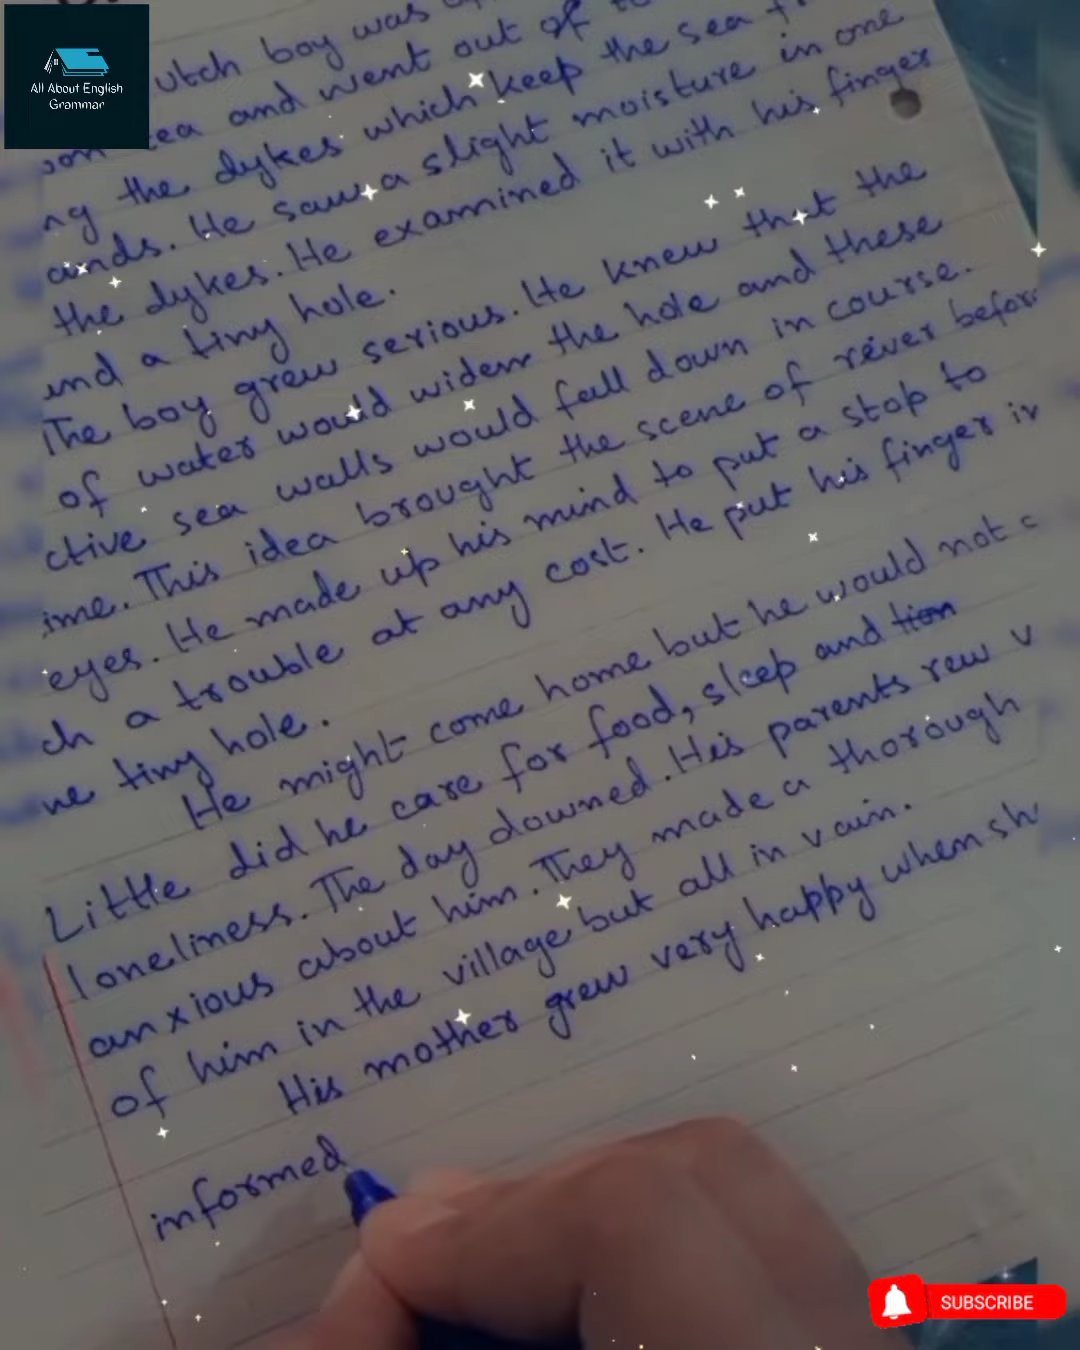 All About English
Grammar
utch boy was
tea and went out of
ng the dykes which keep the sea
ands. He saw a slight moisture in one
the dykes. He examined it with his finger
und a tiny hole.
The boy grew serious. He knew that the
of water would widen the hole and these
ctive sea walls would fall down in course.
ime. This idea brought the scene of réver before
eyes. He made up his mind to put a stop to
ch a trouble at any cost. He put his finger in
tiny hole.
He might come home but he would not
Little did he care for food, sleep and
loneliness. The day downed. His parents rew
anxious about him. They made a thorough
of him in the village but all in vain.
His mother grew very happy when sh
informed
SUBSCRIBE